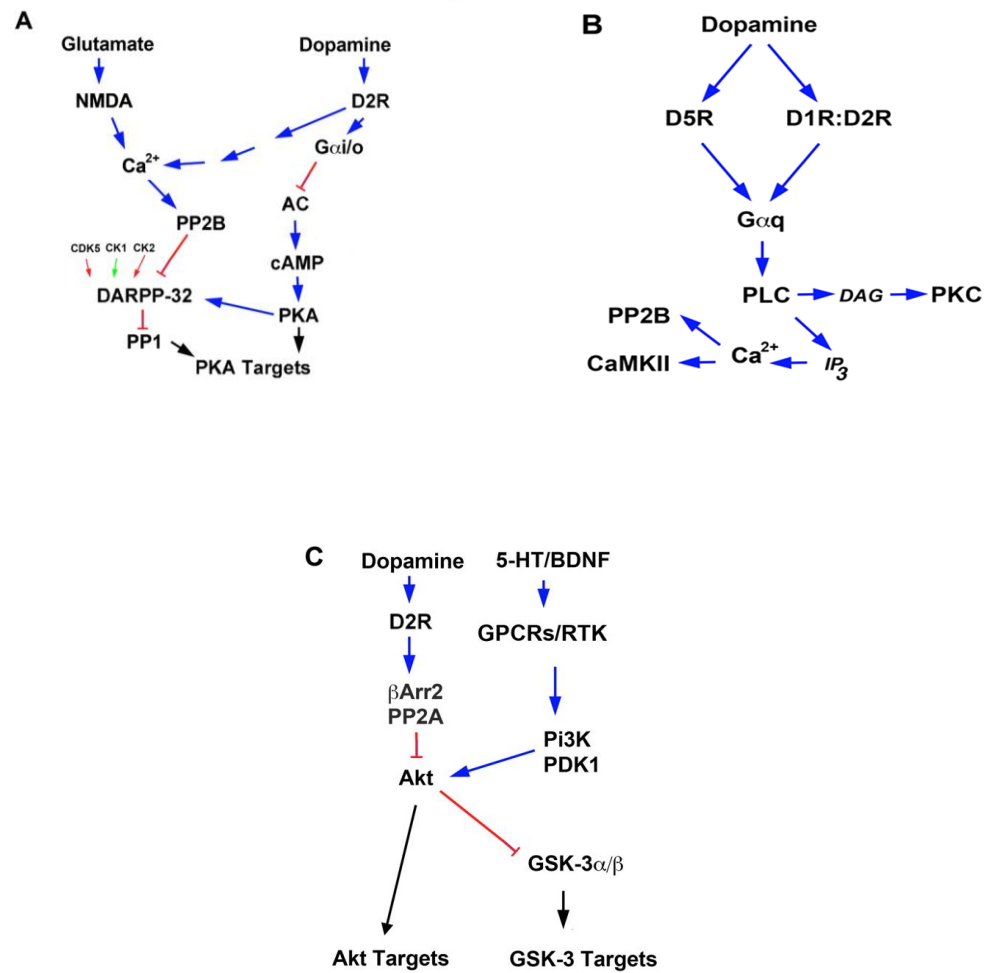 A
Glutamate
Dopamine
NMDA
D2R
Gαi/o
Ca2+
AC
PP2B
CDK5 CK1 CK2
cAMP
DARPP-32
PKA
PP1
PKA Targets
B
Dopamine
D5R
D1R:D2R
Gαq
PLC
DAG
PKC
PP2B
Ca2+
CaMKII
IP3
C
Dopamine
5-HT/BDNF
D2R
GPCRs/RTK
βArr2
PP2A
Pi3K
PDK1
Akt
GSK-3α/β
Akt Targets
GSK-3 Targets